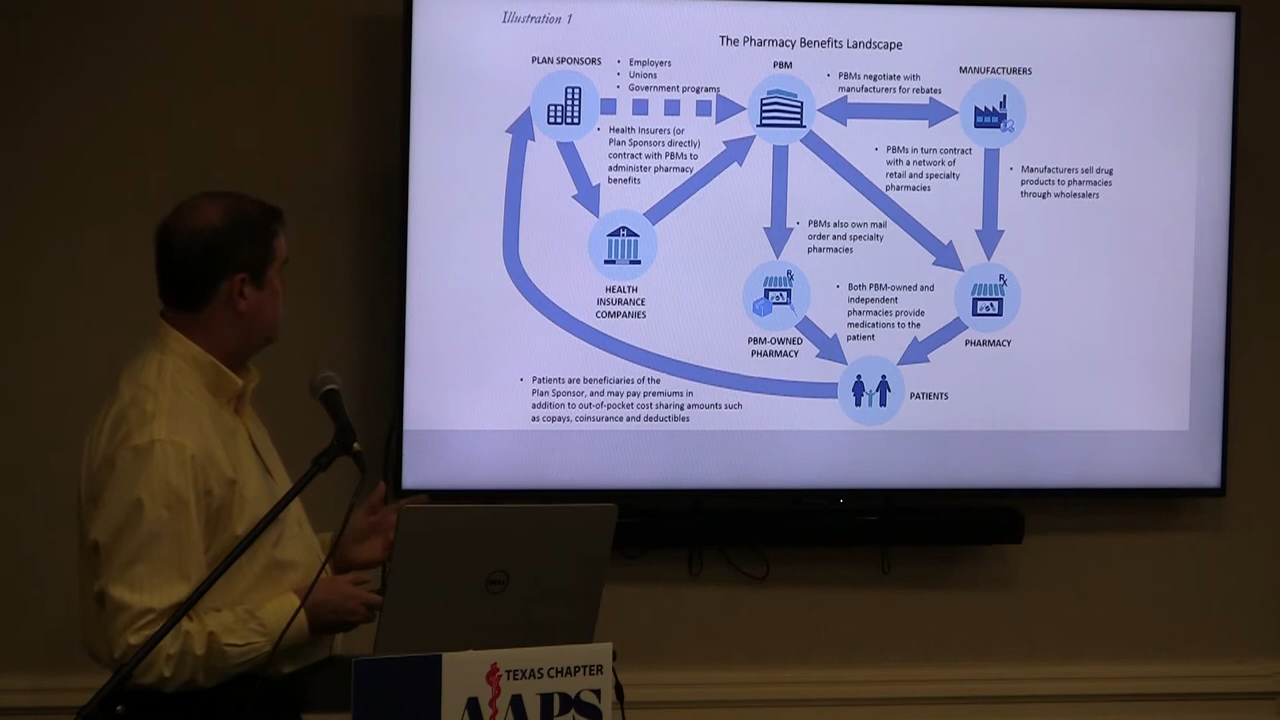 Illustration 1
The Pharmacy Benefits Landscape
PLAN SPONSORS
• Employers
• Unions
• Government programs
PBM
• PBMs negotiate with
manufacturers for rebates
MANUFACTURERS
• Health Insurers (or
Plan Sponsors directly)
contract with PBMs to
administer pharmacy
benefits
• PBMs in turn contract
with a network of
retail and specialty
pharmacies
• Manufacturers sell drug
products to pharmacies
through wholesalers
• PBMs also own mail
order and specialty
pharmacies
H
HEALTH
INSURANCE
COMPANIES
Rx
PBM-OWNED
PHARMACY
• Both PBM-owned and
independent
pharmacies provide
medications to the
patient
Rx
PHARMACY
• Patients are beneficiaries of the
Plan Sponsor, and may pay premiums in
addition to out-of-pocket cost sharing amounts such
as copays, coinsurance and deductibles
PATIENTS
DELL
TEXAS CHAPTER
AAPS